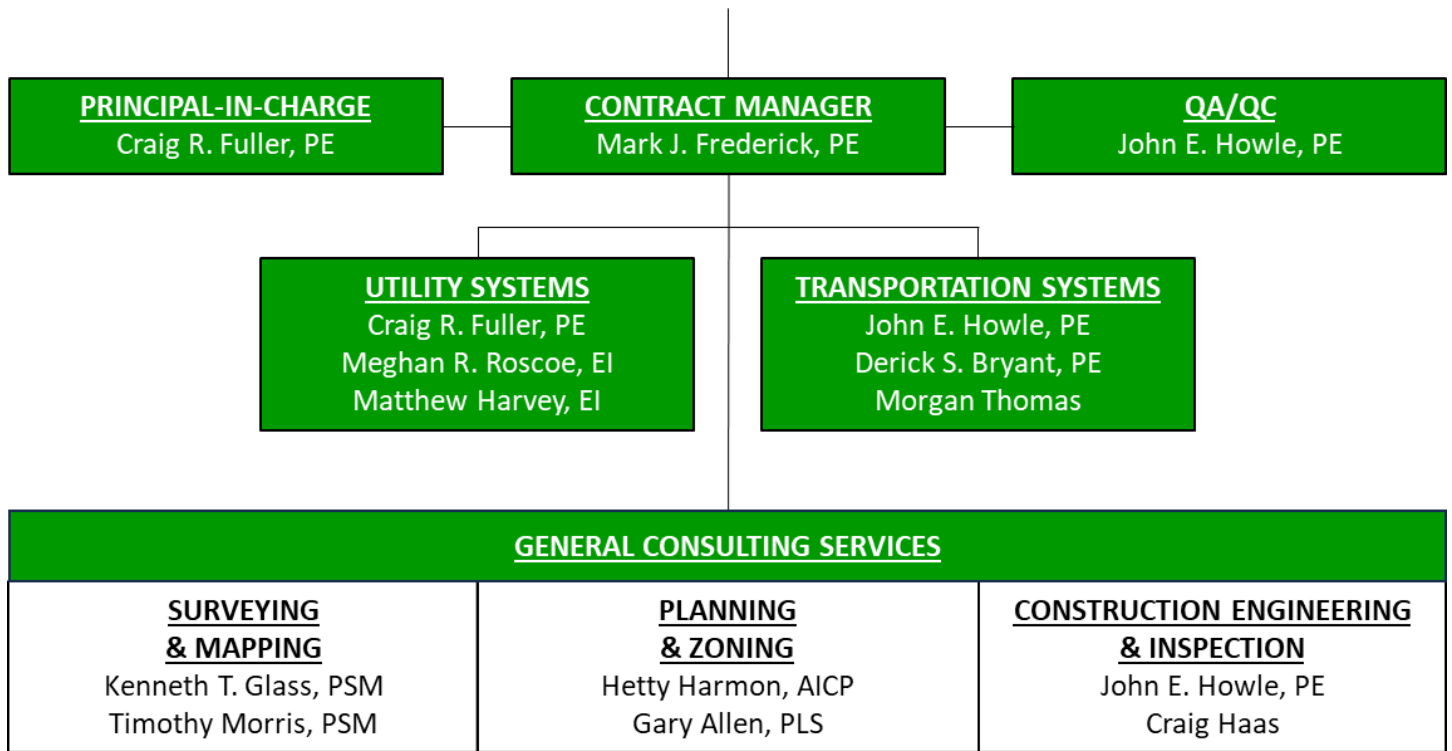 PRINCIPAL-IN-CHARGE
Craig R. Fuller, PE
CONTRACT MANAGER
Mark J. Frederick, PE
QA/QC
John E. Howle, PE
UTILITY SYSTEMS
Craig R. Fuller, PE
Meghan R. Roscoe, EI
Matthew Harvey, EI
TRANSPORTATION SYSTEMS
John E. Howle, PE
Derick S. Bryant, PE
Morgan Thomas
GENERAL CONSULTING SERVICES
SURVEYING
& MAPPING
Kenneth T. Glass, PSM
Timothy Morris, PSM
PLANNING
& ZONING
Hetty Harmon, AICP
Gary Allen, PLS
CONSTRUCTION ENGINEERING
& INSPECTION
John E. Howle, PE
Craig Haas